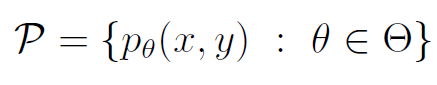 𝒫 = {p_θ(x, y) : θ ∈ Θ}